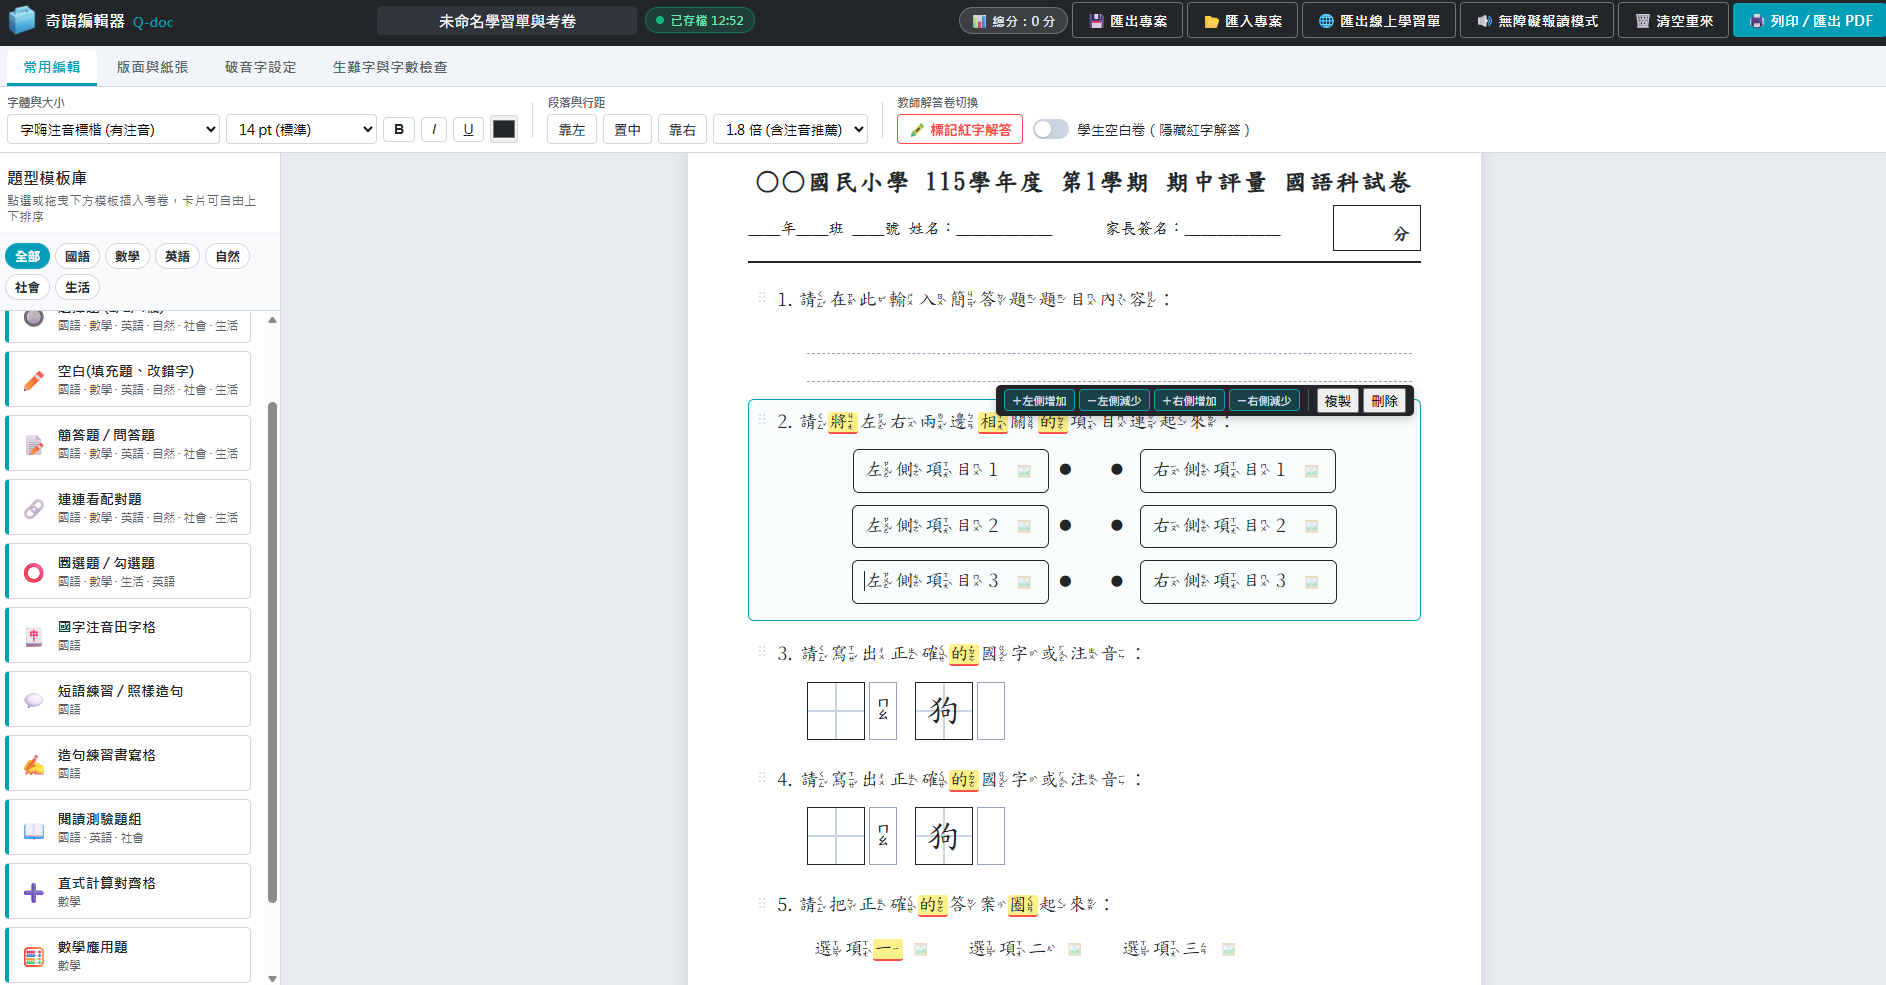 奇蹟編輯器 Q-doc
未命名學習單與考卷
已存檔 12:52
總分：0 分
匯出專案
匯入專案
匯出線上學習單
無障礙報讀模式
清空重來
列印 / 匯出 PDF
常用編輯
版面與紙張
破音字設定
生難字與字數檢查
字體與大小
段落與行距
教師解答卷切換
字嗨注音標楷 (有注音)
14 pt (標準)
B
I
U
靠左
置中
靠右
1.8 倍 (含注音推薦)
標記紅字解答
學生空白卷（隱藏紅字解答）
題型模板庫
點選或拖曳下方模板插入考卷，卡片可自由上
下排序
全部
國語
數學
英語
自然
社會
生活
國語 · 數學 · 英語 · 自然 · 社會 · 生活
空白(填充題、改錯字)
國語 · 數學 · 英語 · 自然 · 社會 · 生活
簡答題 / 問答題
國語 · 數學 · 英語 · 自然 · 社會 · 生活
連連看配對題
國語 · 數學 · 英語 · 自然 · 社會 · 生活
圈選題 / 勾選題
國語 · 數學 · 生活 · 英語
國字注音田字格
國語
短語練習 / 照樣造句
國語
造句練習書寫格
國語
閱讀測驗題組
國語 · 英語 · 社會
直式計算對齊格
數學
數學應用題
數學
〇〇國民小學 115學年度 第1學期 期中評量 國語科試卷
____年____班 ____號 姓名：____________ 家長簽名：____________
分
1. 請在此輸入簡答題題目內容：
＋左側增加
－左側減少
＋右側增加
－右側減少
複製
刪除
2. 請將左右兩邊相關的項目連起來：
左側項目1 ● ● 右側項目1
左側項目2 ● ● 右側項目2
左側項目3 ● ● 右側項目3
3. 請寫出正確的國字或注音：
ㄇㄠ 狗
4. 請寫出正確的國字或注音：
ㄇㄠ 狗
5. 請把正確的答案圈起來：
選項一 選項二 選項三